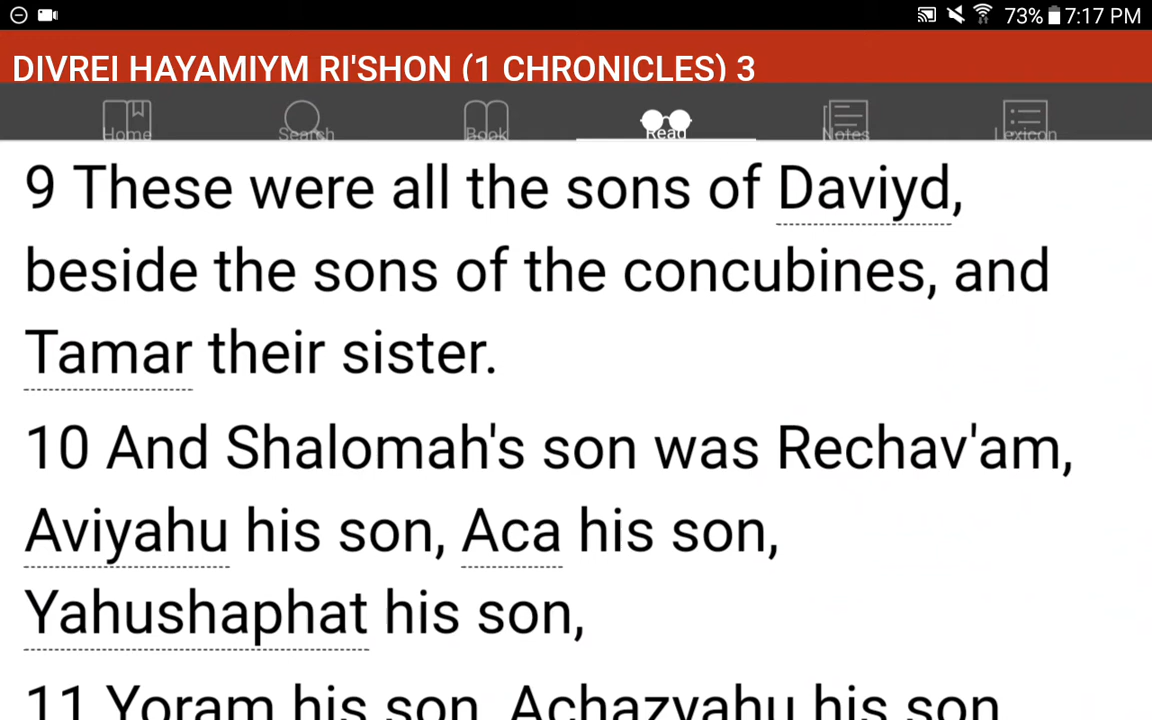 73% 7:17 PM
DIVREI HAYAMIYM RI'SHON (1 CHRONICLES) 3
Home Search Book Read Notes Lexicon
9 These were all the sons of Daviyd,
beside the sons of the concubines, and
Tamar their sister.
10 And Shalomah's son was Rechav'am,
Aviyahu his son, Aca his son,
Yahushaphat his son,
11 Yoram his son, Achazyahu his son